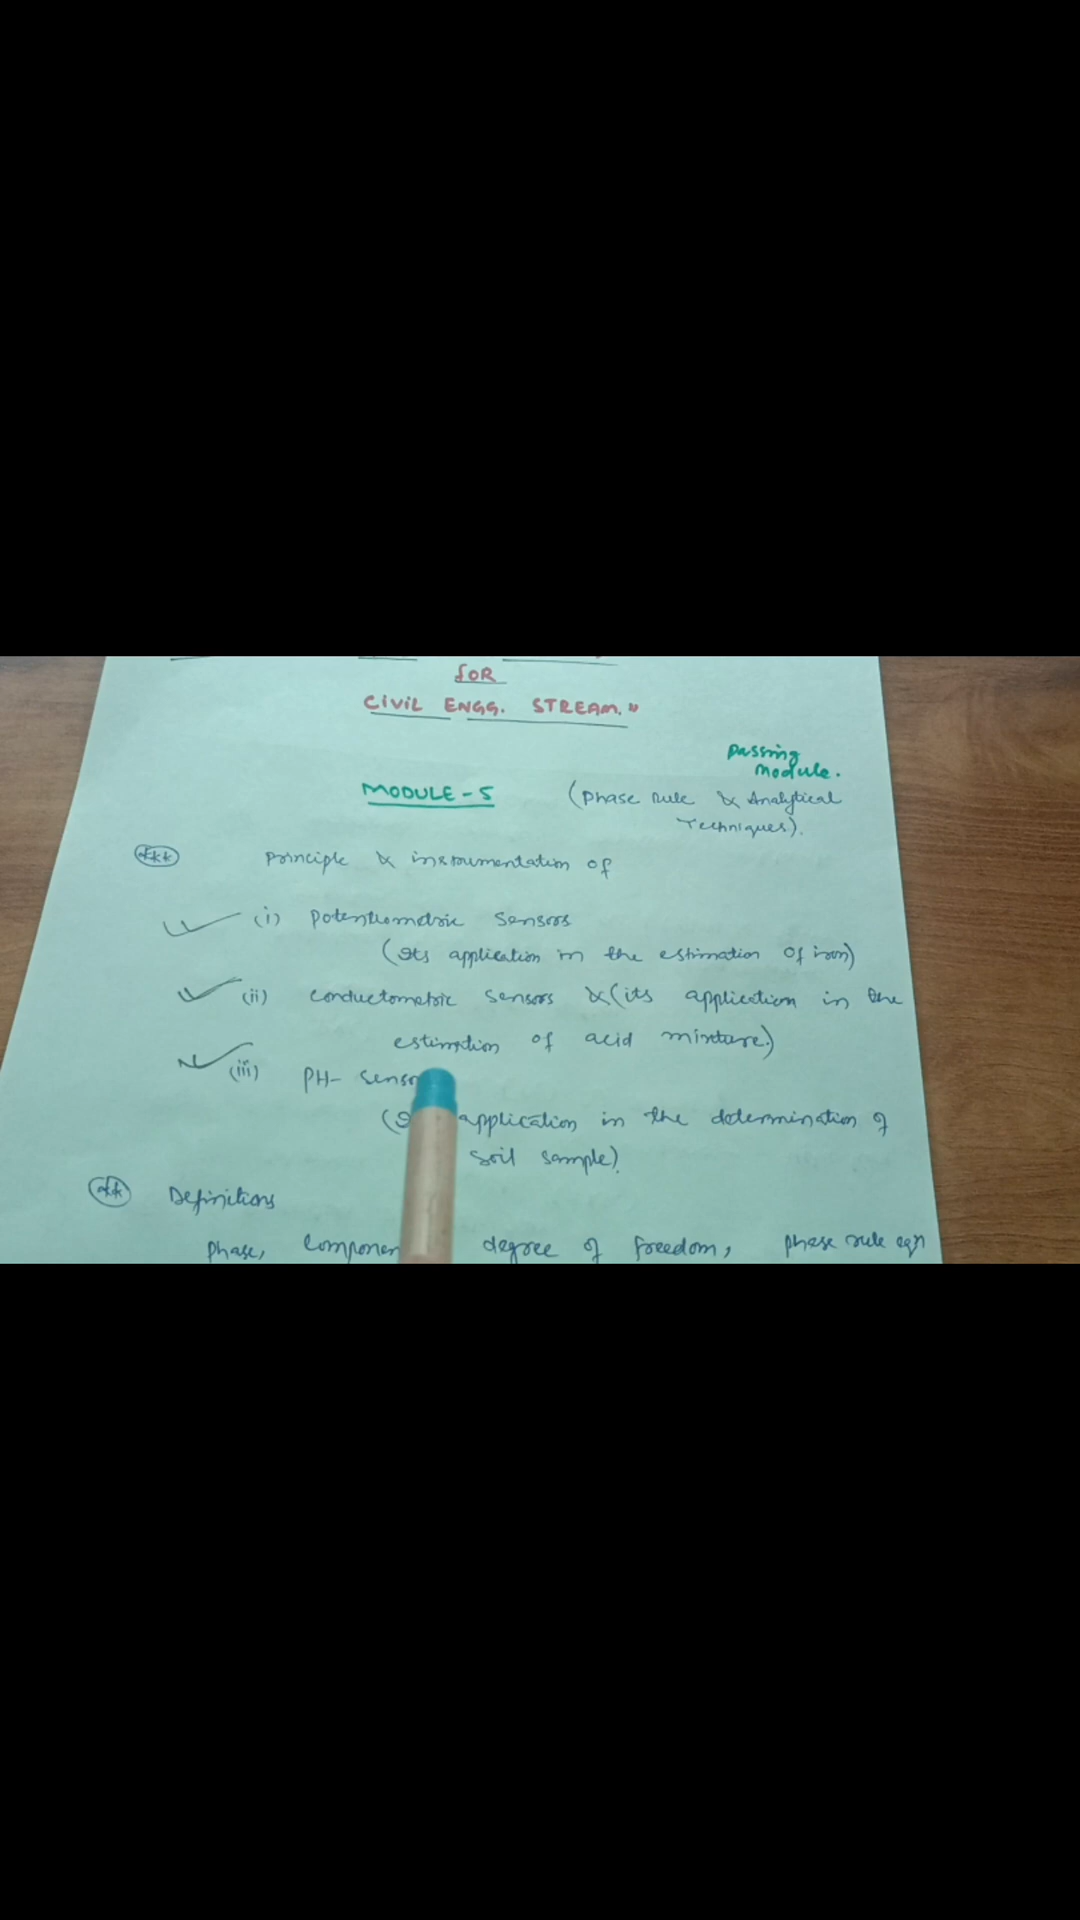 for
CIVIL ENGG. STREAM."
Passing
Module.
MODULE-5 (Phase rule & Analytical
Techniques).
*** Principle & instrumentation of
(i) Potentiometric sensors
(Its application in the estimation of iron)
(ii) Conductometric sensors & (its application in the
estimation of acid mixture.)
(iii) PH- senso
application in the determination of
soil sample).
** Definitions
Phase, Componen degree of freedom, phase rule eqn